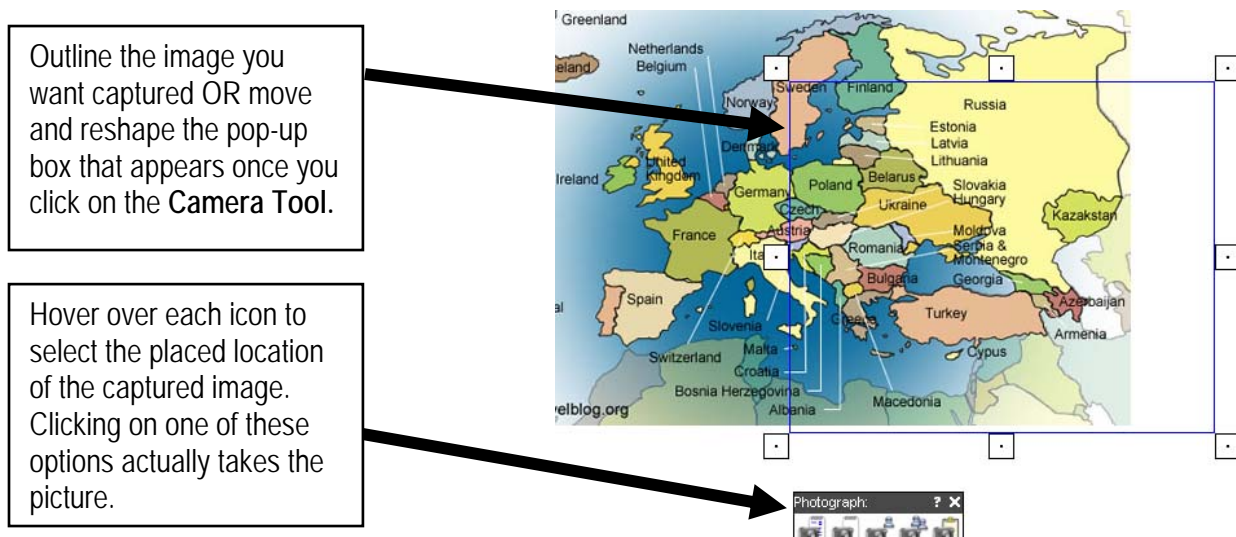 Outline the image you
want captured OR move
and reshape the pop-up
box that appears once you
click on the Camera Tool.
Hover over each icon to
select the placed location
of the captured image.
Clicking on one of these
options actually takes the
picture.
Greenland
eland
Netherlands
Belgium
Norway
Sweden
Finland
Russia
Estonia
Latvia
Lithuania
Denmark
United
Kingdom
Ireland
Germany
Poland
Belarus
Slovakia
Hungary
Czech
Ukraine
Kazakstan
France
Austria
Moldova
Romania
Serbia &
Montenegro
Ita
Bulgaria
Georgia
Spain
Azerbaijan
al
Slovenia
Greece
Turkey
Armenia
Switzerland
Malta
Cypus
Croatia
Bosnia Herzegovina
Albania
Macedonia
velblog.org
Photograph: ? X